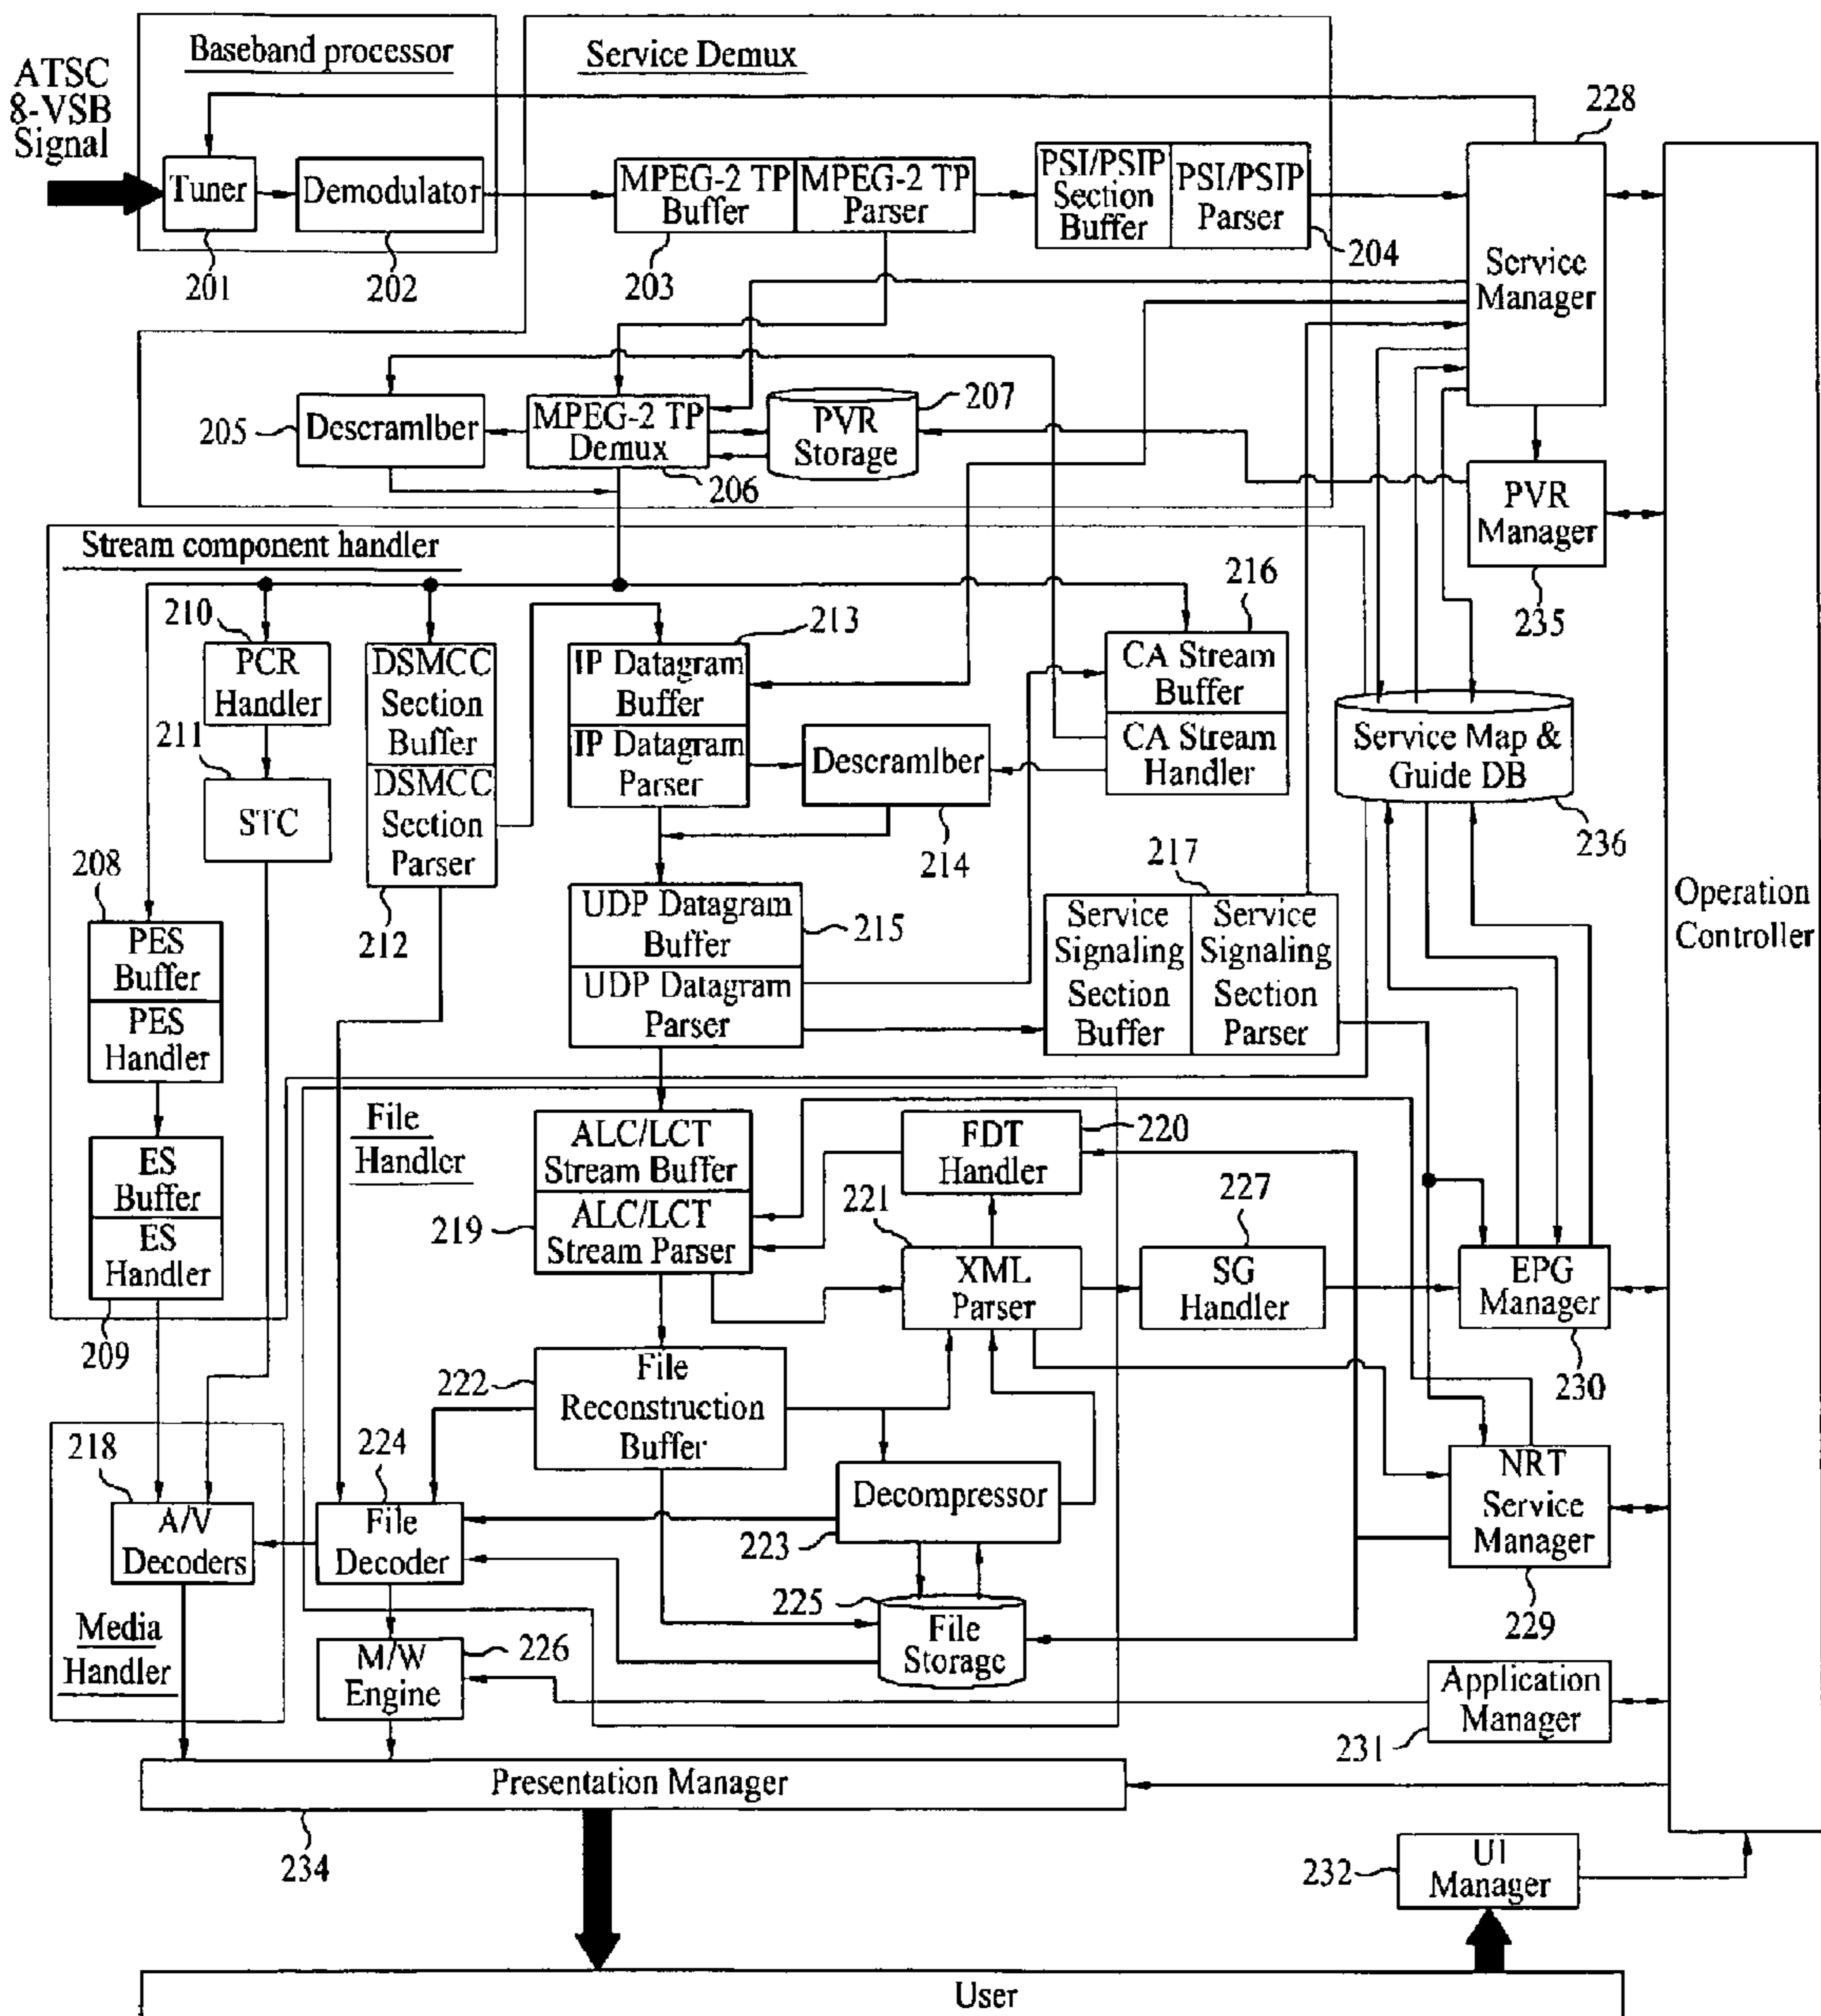 ATSC
8-VSB
Signal
Baseband processor
Tuner
201
Demodulator
202
Service Demux
MPEG-2 TP
Buffer
MPEG-2 TP
Parser
203
PSI/PSIP
Section
Buffer
PSI/PSIP
Parser
204
228
Service
Manager
205
Descramlber
MPEG-2 TP
Demux
206
PVR
Storage
207
PVR
Manager
235
Stream component handler
210
PCR
Handler
211
STC
DSMCC
Section
Buffer
DSMCC
Section
Parser
212
213
IP Datagram
Buffer
IP Datagram
Parser
Descramlber
214
216
CA Stream
Buffer
CA Stream
Handler
Service Map &
Guide DB
236
Operation
Controller
208
PES
Buffer
PES
Handler
UDP Datagram
Buffer
UDP Datagram
Parser
215
217
Service
Signaling
Section
Buffer
Service
Signaling
Section
Parser
ES
Buffer
ES
Handler
209
File
Handler
ALC/LCT
Stream Buffer
ALC/LCT
Stream Parser
219
FDT
Handler
220
221
XML
Parser
227
SG
Handler
EPG
Manager
230
222
File
Reconstruction
Buffer
Decompressor
223
NRT
Service
Manager
229
218
A/V
Decoders
Media
Handler
224
File
Decoder
225
File
Storage
M/W
Engine
226
Application
Manager
231
Presentation Manager
234
232
UI
Manager
User